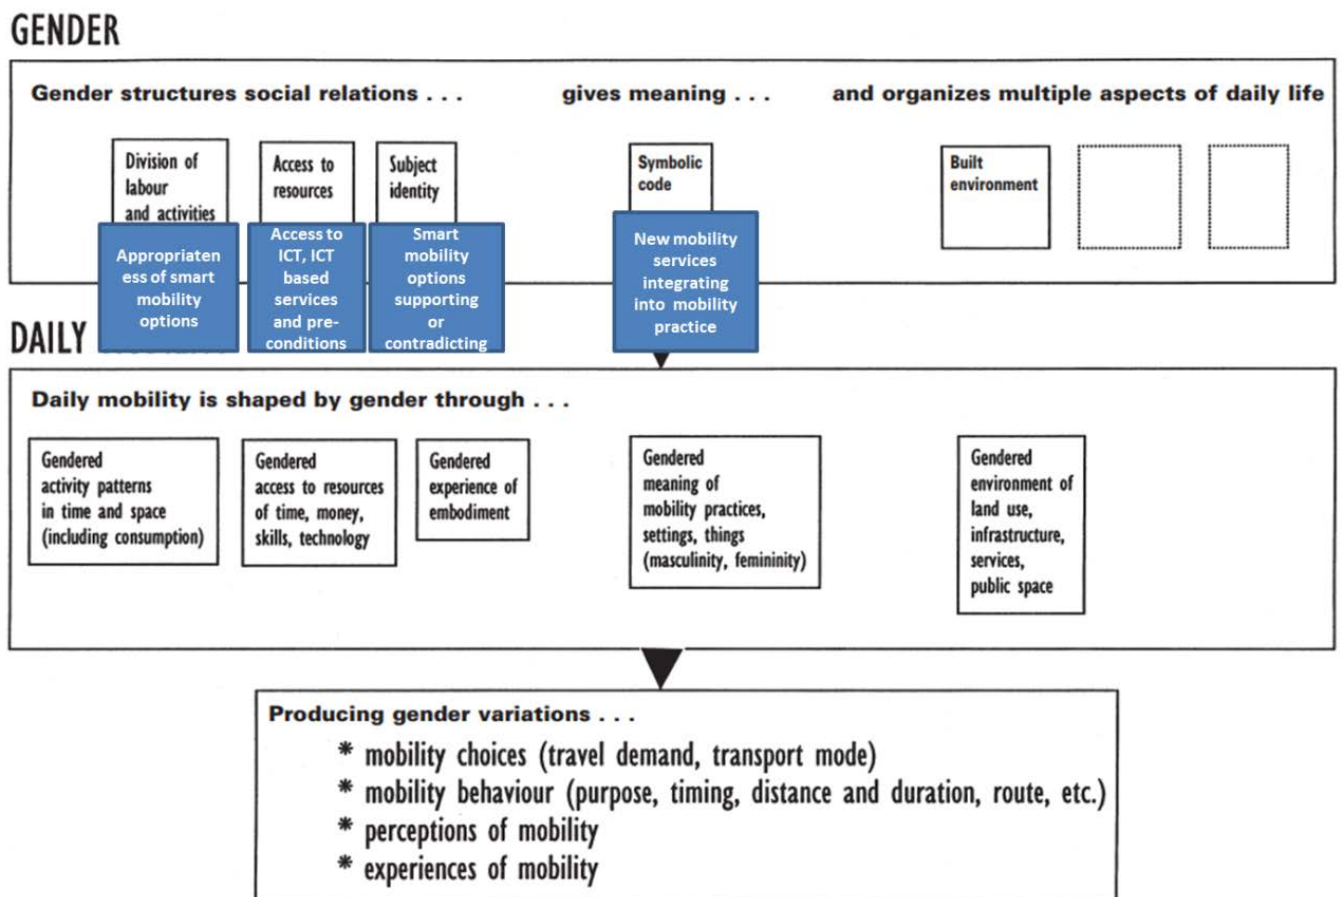 GENDER
Gender structures social relations . . .
gives meaning . . .
and organizes multiple aspects of daily life
Division of
labour
and activities
Access to
resources
Subject
identity
Symbolic
code
Built
environment
Appropriaten
ess of smart
mobility
options
Access to
ICT, ICT
based
services
and pre-
conditions
Smart
mobility
options
supporting
or
contradicting
New mobility
services
integrating
into mobility
practice
DAILY
Daily mobility is shaped by gender through . . .
Gendered
activity patterns
in time and space
(including consumption)
Gendered
access to resources
of time, money,
skills, technology
Gendered
experience of
embodiment
Gendered
meaning of
mobility practices,
settings, things
(masculinity, femininity)
Gendered
environment of
land use,
infrastructure,
services,
public space
Producing gender variations . . .
* mobility choices (travel demand, transport mode)
* mobility behaviour (purpose, timing, distance and duration, route, etc.)
* perceptions of mobility
* experiences of mobility